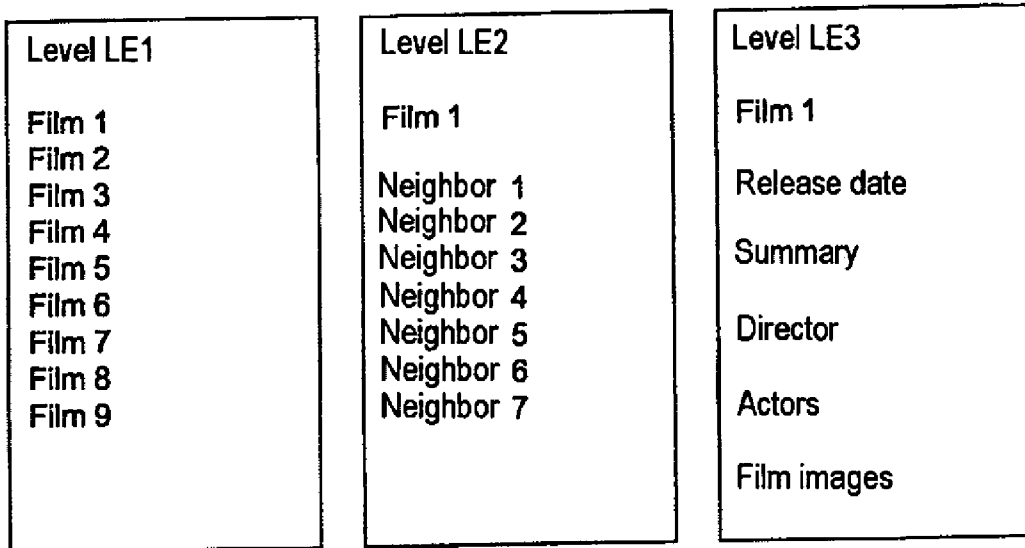 Level LE1
Film 1
Film 2
Film 3
Film 4
Film 5
Film 6
Film 7
Film 8
Film 9
Level LE2
Film 1
Neighbor 1
Neighbor 2
Neighbor 3
Neighbor 4
Neighbor 5
Neighbor 6
Neighbor 7
Level LE3
Film 1
Release date
Summary
Director
Actors
Film images